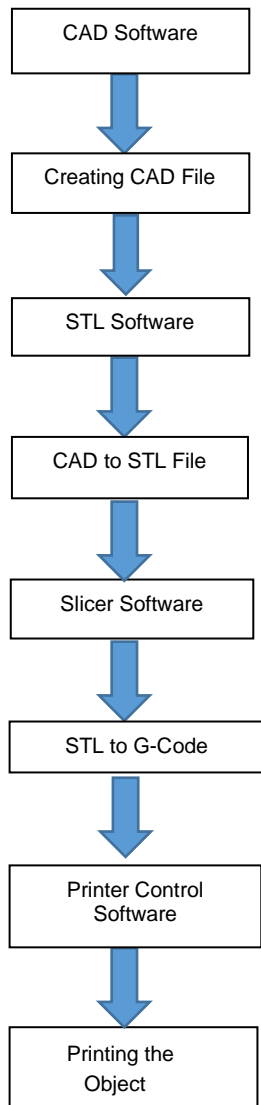 CAD Software
Creating CAD File
STL Software
CAD to STL File
Slicer Software
STL to G-Code
Printer Control
Software
Printing the
Object